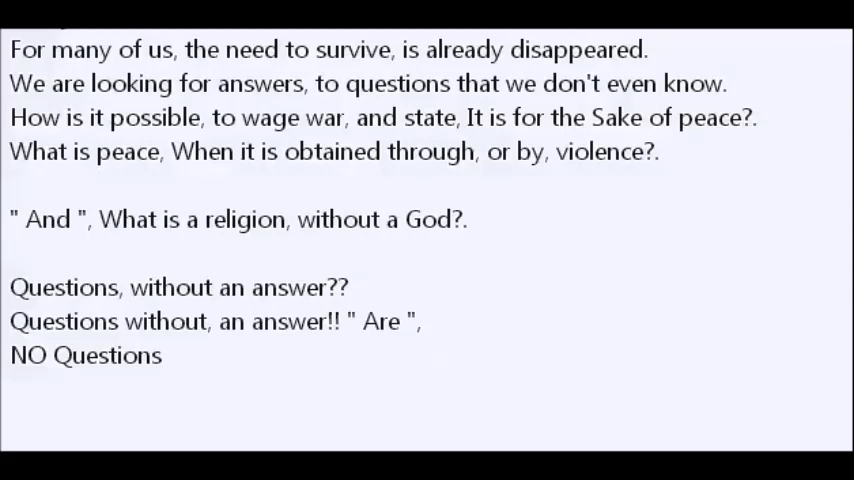 For many of us, the need to survive, is already disappeared.
We are looking for answers, to questions that we don't even know.
How is it possible, to wage war, and state, It is for the Sake of peace?.
What is peace, When it is obtained through, or by, violence?.
" And ", What is a religion, without a God?.
Questions, without an answer??
Questions without, an answer!! " Are ",
NO Questions